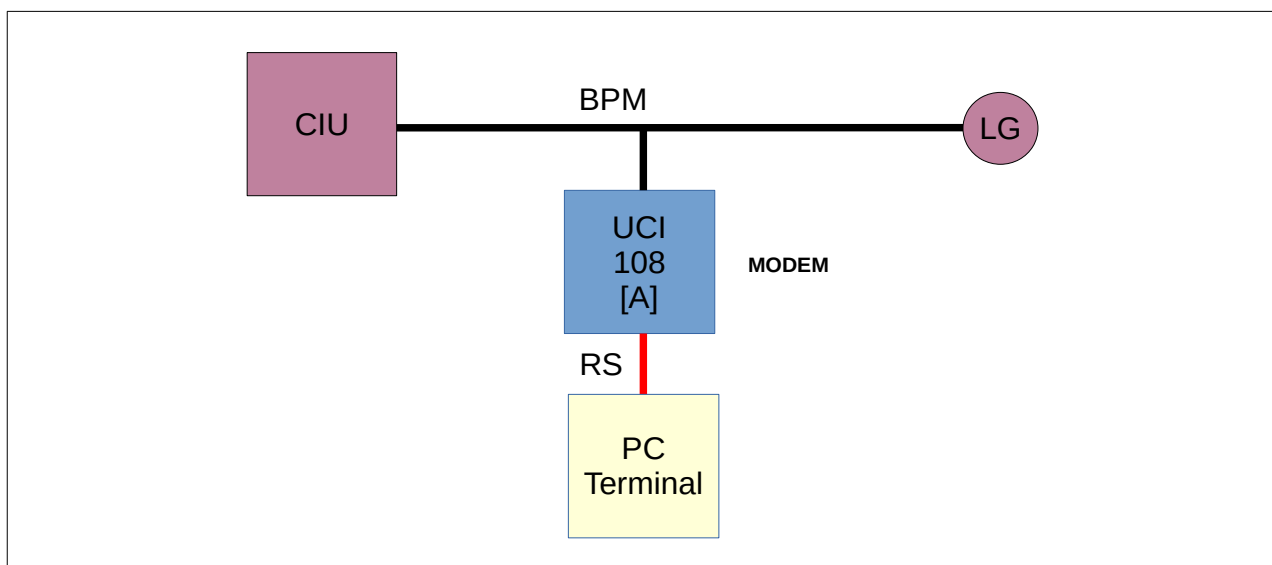 BPM
CIU
LG
UCI
108
[A]
MODEM
RS
PC
Terminal